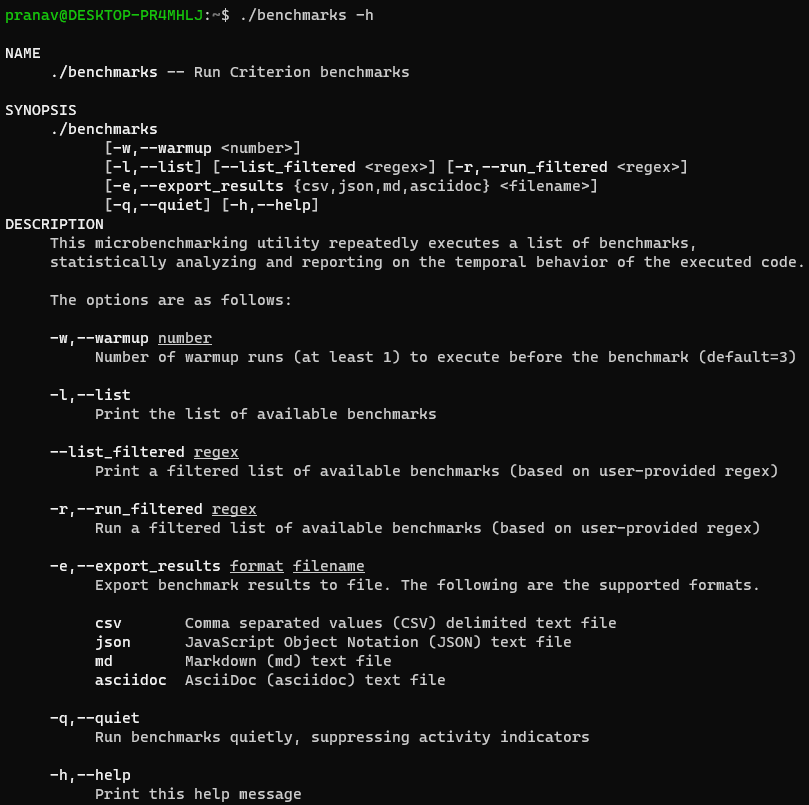 pranav@DESKTOP-PR4MHLJ:~$ ./benchmarks -h
NAME
./benchmarks -- Run Criterion benchmarks
SYNOPSIS
./benchmarks
[-w,--warmup <number>]
[-l,--list] [--list_filtered <regex>] [-r,--run_filtered <regex>]
[-e,--export_results {csv,json,md,asciidoc} <filename>]
[-q,--quiet] [-h,--help]
DESCRIPTION
This microbenchmarking utility repeatedly executes a list of benchmarks,
statistically analyzing and reporting on the temporal behavior of the executed code.
The options are as follows:
-w,--warmup number
Number of warmup runs (at least 1) to execute before the benchmark (default=3)
-l,--list
Print the list of available benchmarks
--list_filtered regex
Print a filtered list of available benchmarks (based on user-provided regex)
-r,--run_filtered regex
Run a filtered list of available benchmarks (based on user-provided regex)
-e,--export_results format filename
Export benchmark results to file. The following are the supported formats.
csv Comma separated values (CSV) delimited text file
json JavaScript Object Notation (JSON) text file
md Markdown (md) text file
asciidoc AsciiDoc (asciidoc) text file
-q,--quiet
Run benchmarks quietly, suppressing activity indicators
-h,--help
Print this help message